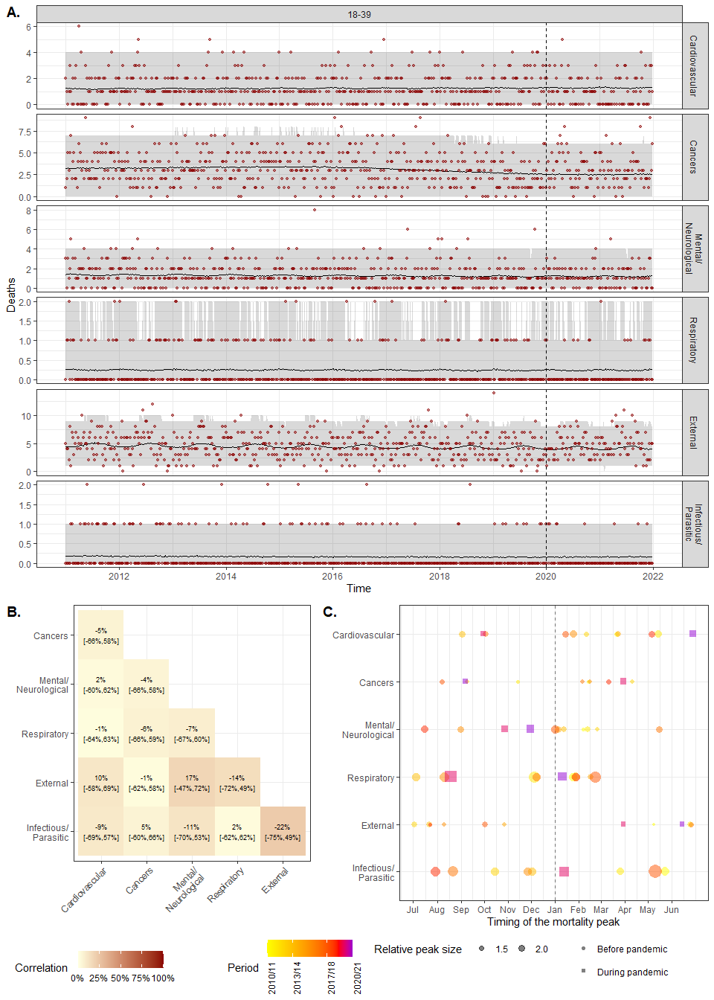 A.
18-39
6
4
2
0
Cardiovascular
7.5
5.0
2.5
0.0
Cancers
8
6
4
2
0
Mental/
Neurological
Deaths
2.0
1.5
1.0
0.5
0.0
Respiratory
10
5
0
External
2.0
1.5
1.0
0.5
0.0
Infectious/
Parasitic
2012 2014 2016 2018 2020 2022
Time
B.
Cancers
-5%
[-66%,58%]
Mental/
Neurological
2% -4%
[-60%,62%] [-66%,58%]
Respiratory
-1% -6% -7%
[-64%,63%] [-66%,59%] [-67%,60%]
External
10% -1% 17% -14%
[-58%,69%] [-62%,58%] [-47%,72%] [-72%,49%]
Infectious/
Parasitic
-9% 5% -11% 2% -22%
[-69%,57%] [-60%,66%] [-70%,53%] [-62%,62%] [-75%,49%]
Cardiovascular
Cancers
Mental/
Neurological
Respiratory
External
C.
Cardiovascular
Cancers
Mental/
Neurological
Respiratory
External
Infectious/
Parasitic
Jul Aug Sep Oct Nov Dec Jan Feb Mar Apr May Jun
Timing of the mortality peak
Correlation
0% 25% 50% 75% 100%
Period
2010/11
2013/14
2017/18
2020/21
Relative peak size 1.5 2.0
Before pandemic
During pandemic